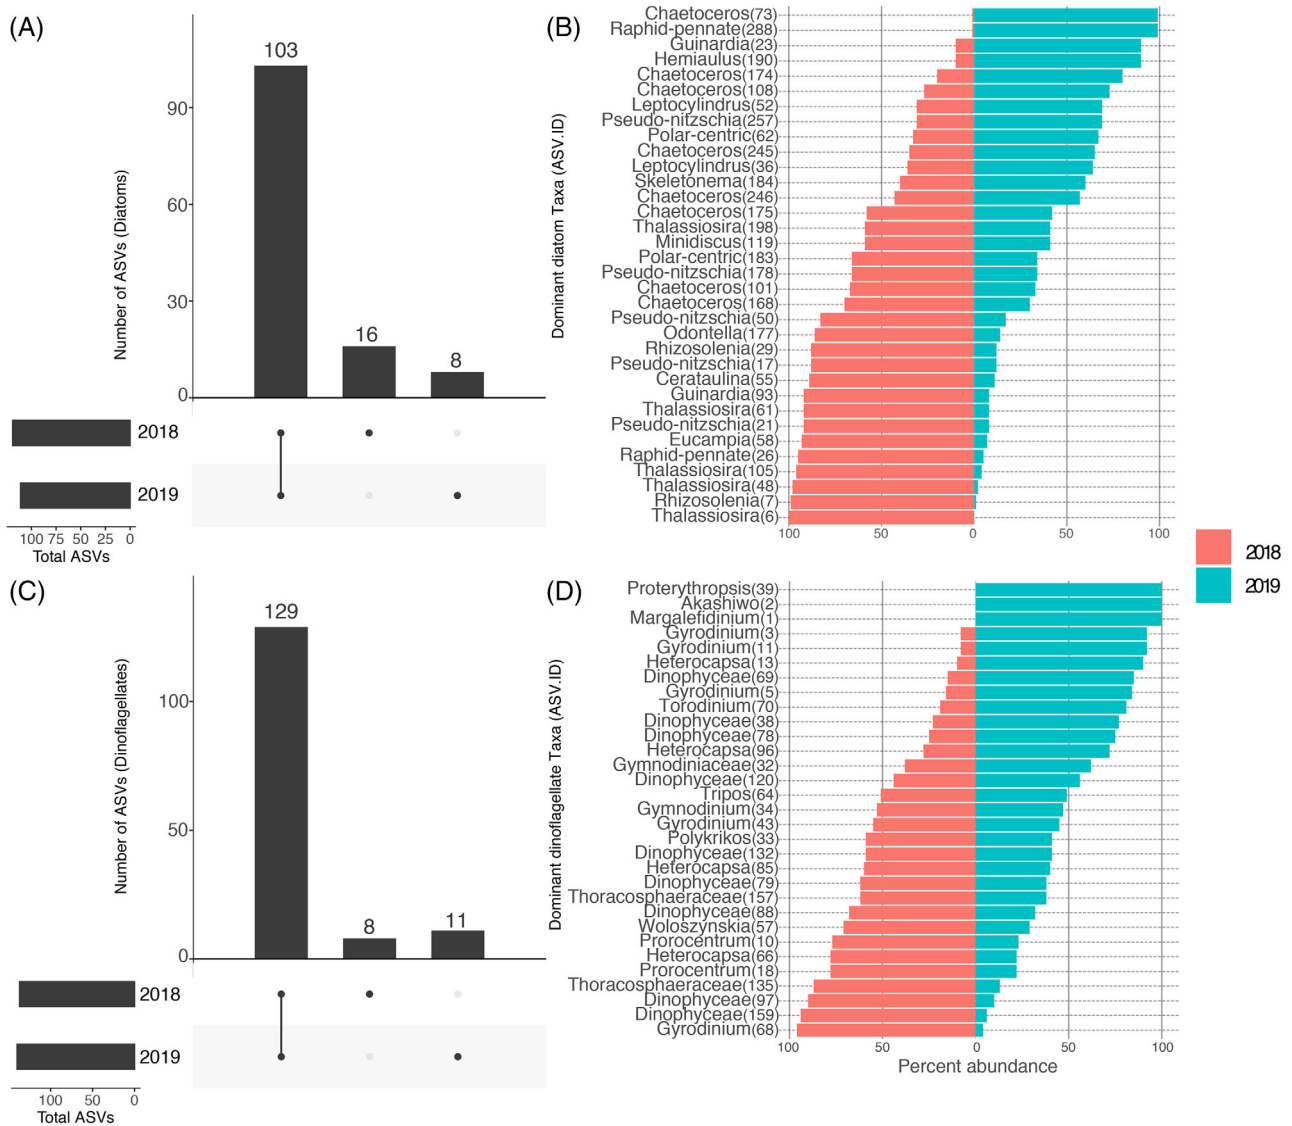 (A)
103
90
60
30
0
16
8
Number of ASVs (Diatoms)
2018
2019
100 75 50 25 0
Total ASVs
(B)
Dominant diatom Taxa (ASV.ID)
Chaetoceros(73)
Raphid-pennate(288)
Guinardia(23)
Hemiaulus(190)
Chaetoceros(174)
Chaetoceros(108)
Leptocylindrus(52)
Pseudo-nitzschia(257)
Polar-centric(62)
Chaetoceros(245)
Leptocylindrus(36)
Skeletonema(184)
Chaetoceros(246)
Chaetoceros(175)
Thalassiosira(198)
Minidiscus(119)
Polar-centric(183)
Pseudo-nitzschia(178)
Chaetoceros(101)
Chaetoceros(168)
Pseudo-nitzschia(50)
Odontella(177)
Rhizosolenia(29)
Pseudo-nitzschia(17)
Cerataulina(55)
Guinardia(93)
Thalassiosira(61)
Pseudo-nitzschia(21)
Eucampia(58)
Raphid-pennate(26)
Thalassiosira(105)
Thalassiosira(48)
Rhizosolenia(7)
Thalassiosira(6)
100 50 0 50 100
2018
2019
(C)
129
100
50
0
8
11
Number of ASVs (Dinoflagellates)
2018
2019
100 50 0
Total ASVs
(D)
Dominant dinoflagellate Taxa (ASV.ID)
Proterythropsis(39)
Akashiwo(2)
Margalefidinium(1)
Gyrodinium(3)
Gyrodinium(11)
Heterocapsa(13)
Dinophyceae(69)
Gyrodinium(5)
Torodinium(70)
Dinophyceae(38)
Dinophyceae(78)
Heterocapsa(96)
Gymnodiniaceae(32)
Dinophyceae(120)
Tripos(64)
Gymnodinium(34)
Gyrodinium(43)
Polykrikos(33)
Dinophyceae(132)
Heterocapsa(85)
Dinophyceae(79)
Thoracosphaeraceae(157)
Dinophyceae(88)
Woloszynskia(57)
Prorocentrum(10)
Heterocapsa(66)
Prorocentrum(18)
Thoracosphaeraceae(135)
Dinophyceae(97)
Dinophyceae(159)
Gyrodinium(68)
100 50 0 50 100
Percent abundance